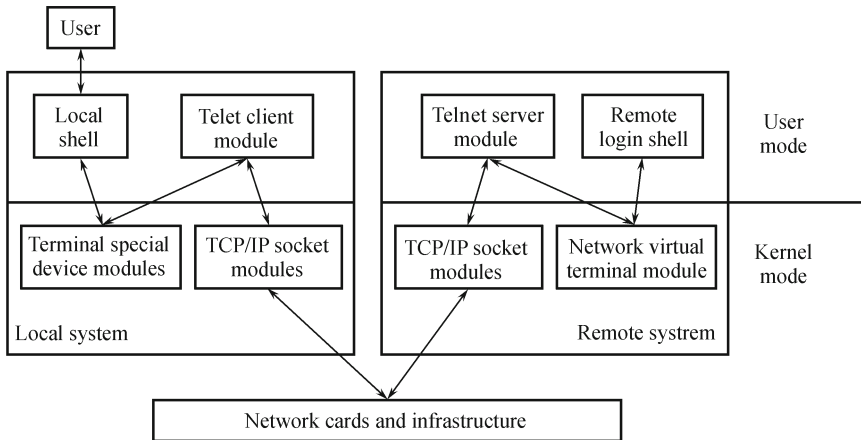 User
Local
shell
Telet client
module
Telnet server
module
Remote
login shell
User
mode
Terminal special
device modules
TCP/IP socket
modules
TCP/IP socket
modules
Network virtual
terminal module
Kernel
mode
Local system
Remote systrem
Network cards and infrastructure